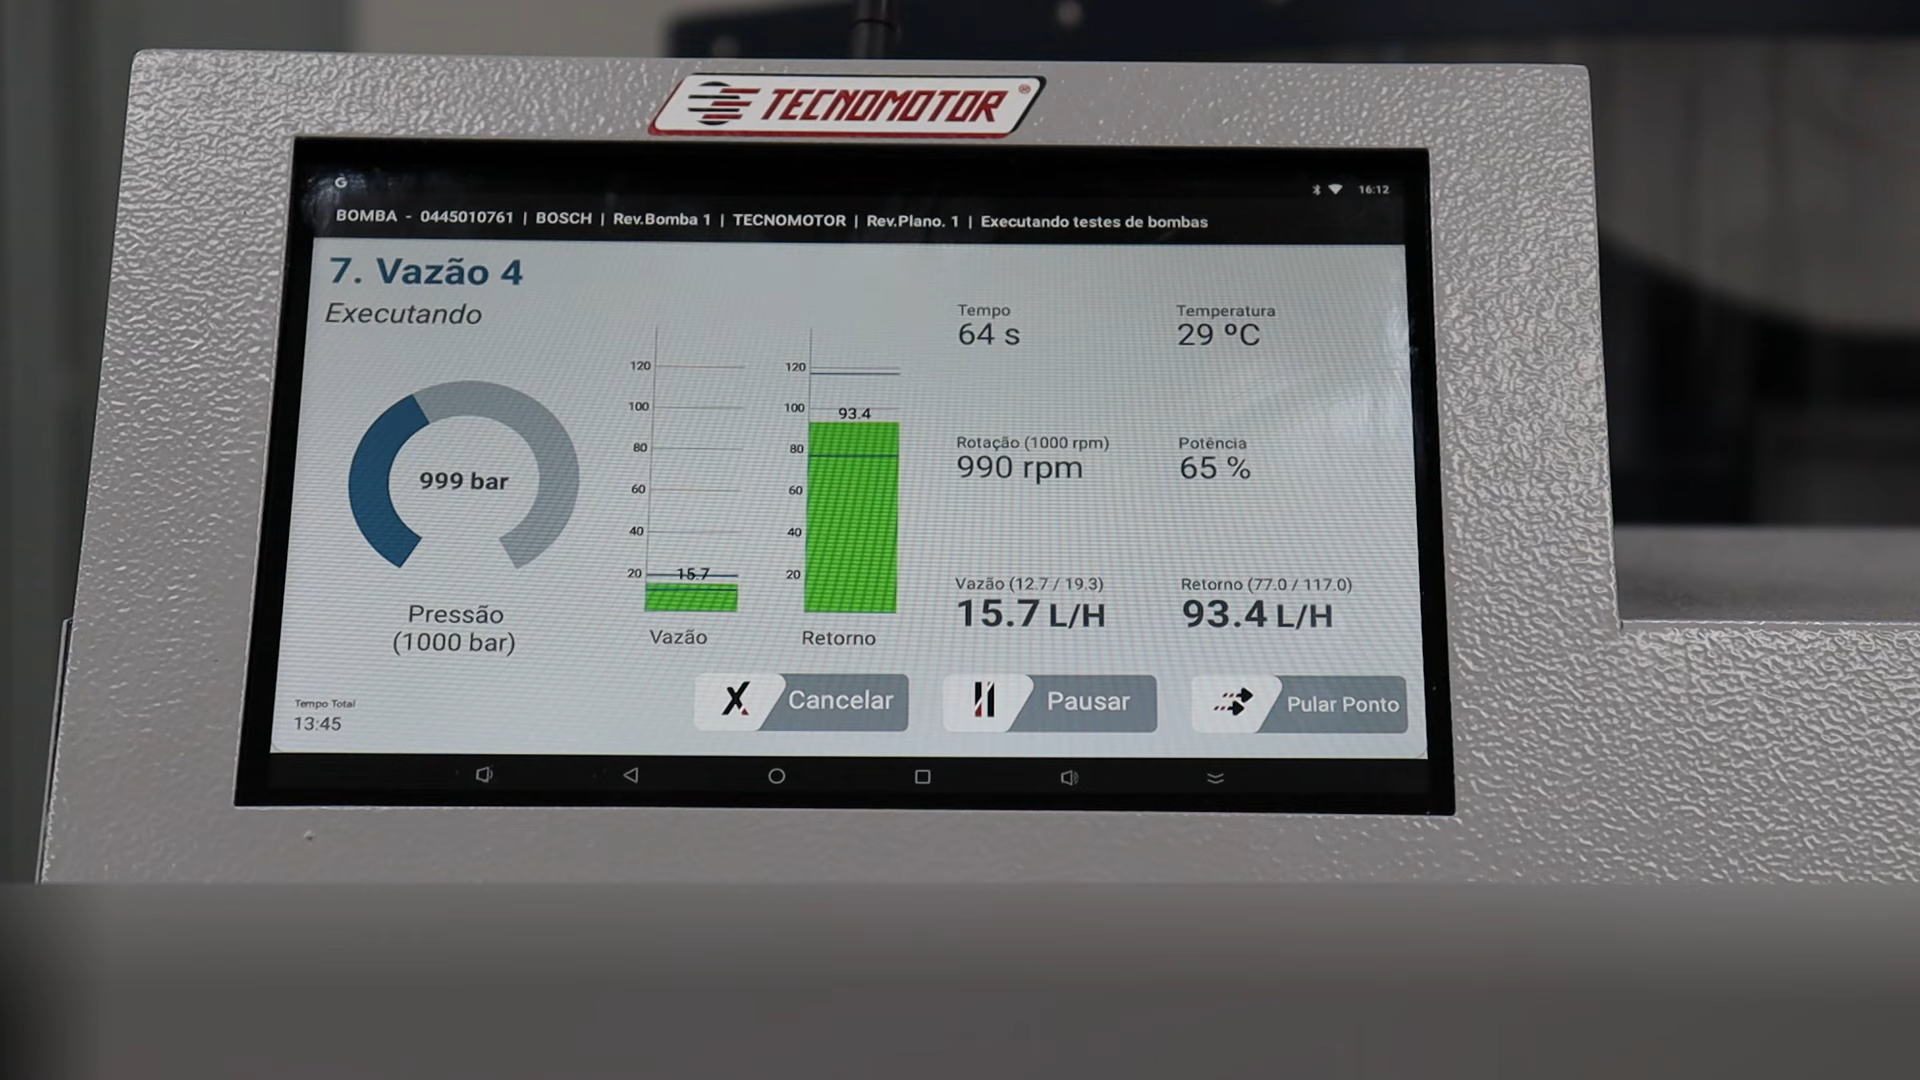 TECNOMOTOR®
G
16:12
BOMBA - 0445010761 | BOSCH | Rev.Bomba 1 | TECNOMOTOR | Rev.Plano. 1 | Executando testes de bombas
7. Vazão 4
Executando
999 bar
Pressão
(1000 bar)
Tempo Total
13:45
120
100
80
60
40
20
15.7
Vazão
120
100
80
60
40
20
93.4
Retorno
Tempo
64 s
Temperatura
29 ºC
Rotação (1000 rpm)
990 rpm
Potência
65 %
Vazão (12.7 / 19.3)
15.7 L/H
Retorno (77.0 / 117.0)
93.4 L/H
Cancelar
Pausar
Pular Ponto